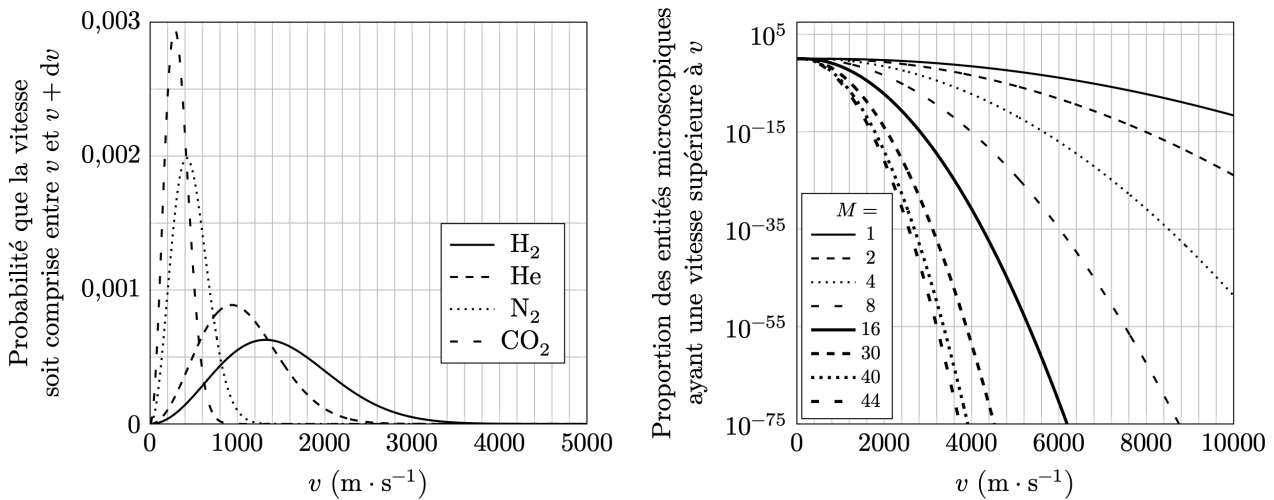 Probabilité que la vitesse
soit comprise entre v et v + dv
0,003
0,002
0,001
0
0
1000
2000
3000
4000
5000
v (m · s⁻¹)
H₂
He
N₂
CO₂
Proportion des entités microscopiques
ayant une vitesse supérieure à v
10⁵
10⁻¹⁵
10⁻³⁵
10⁻⁵⁵
10⁻⁷⁵
0
2000
4000
6000
8000
10000
v (m · s⁻¹)
M =
1
2
4
8
16
30
40
44